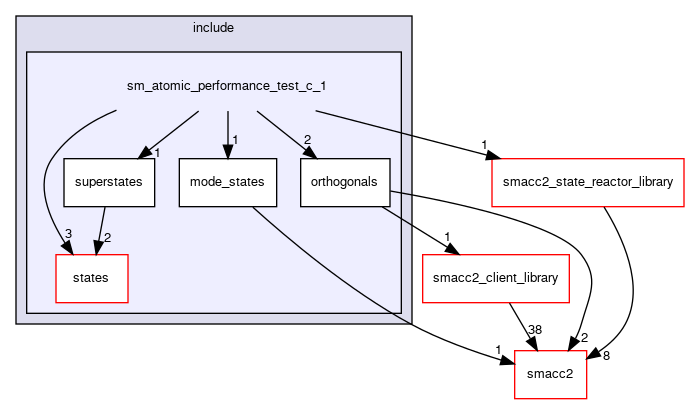 include
sm_atomic_performance_test_c_1
1
1
2
1
superstates
mode_states
orthogonals
smacc2_state_reactor_library
3
2
1
states
smacc2_client_library
38
2
1
8
smacc2